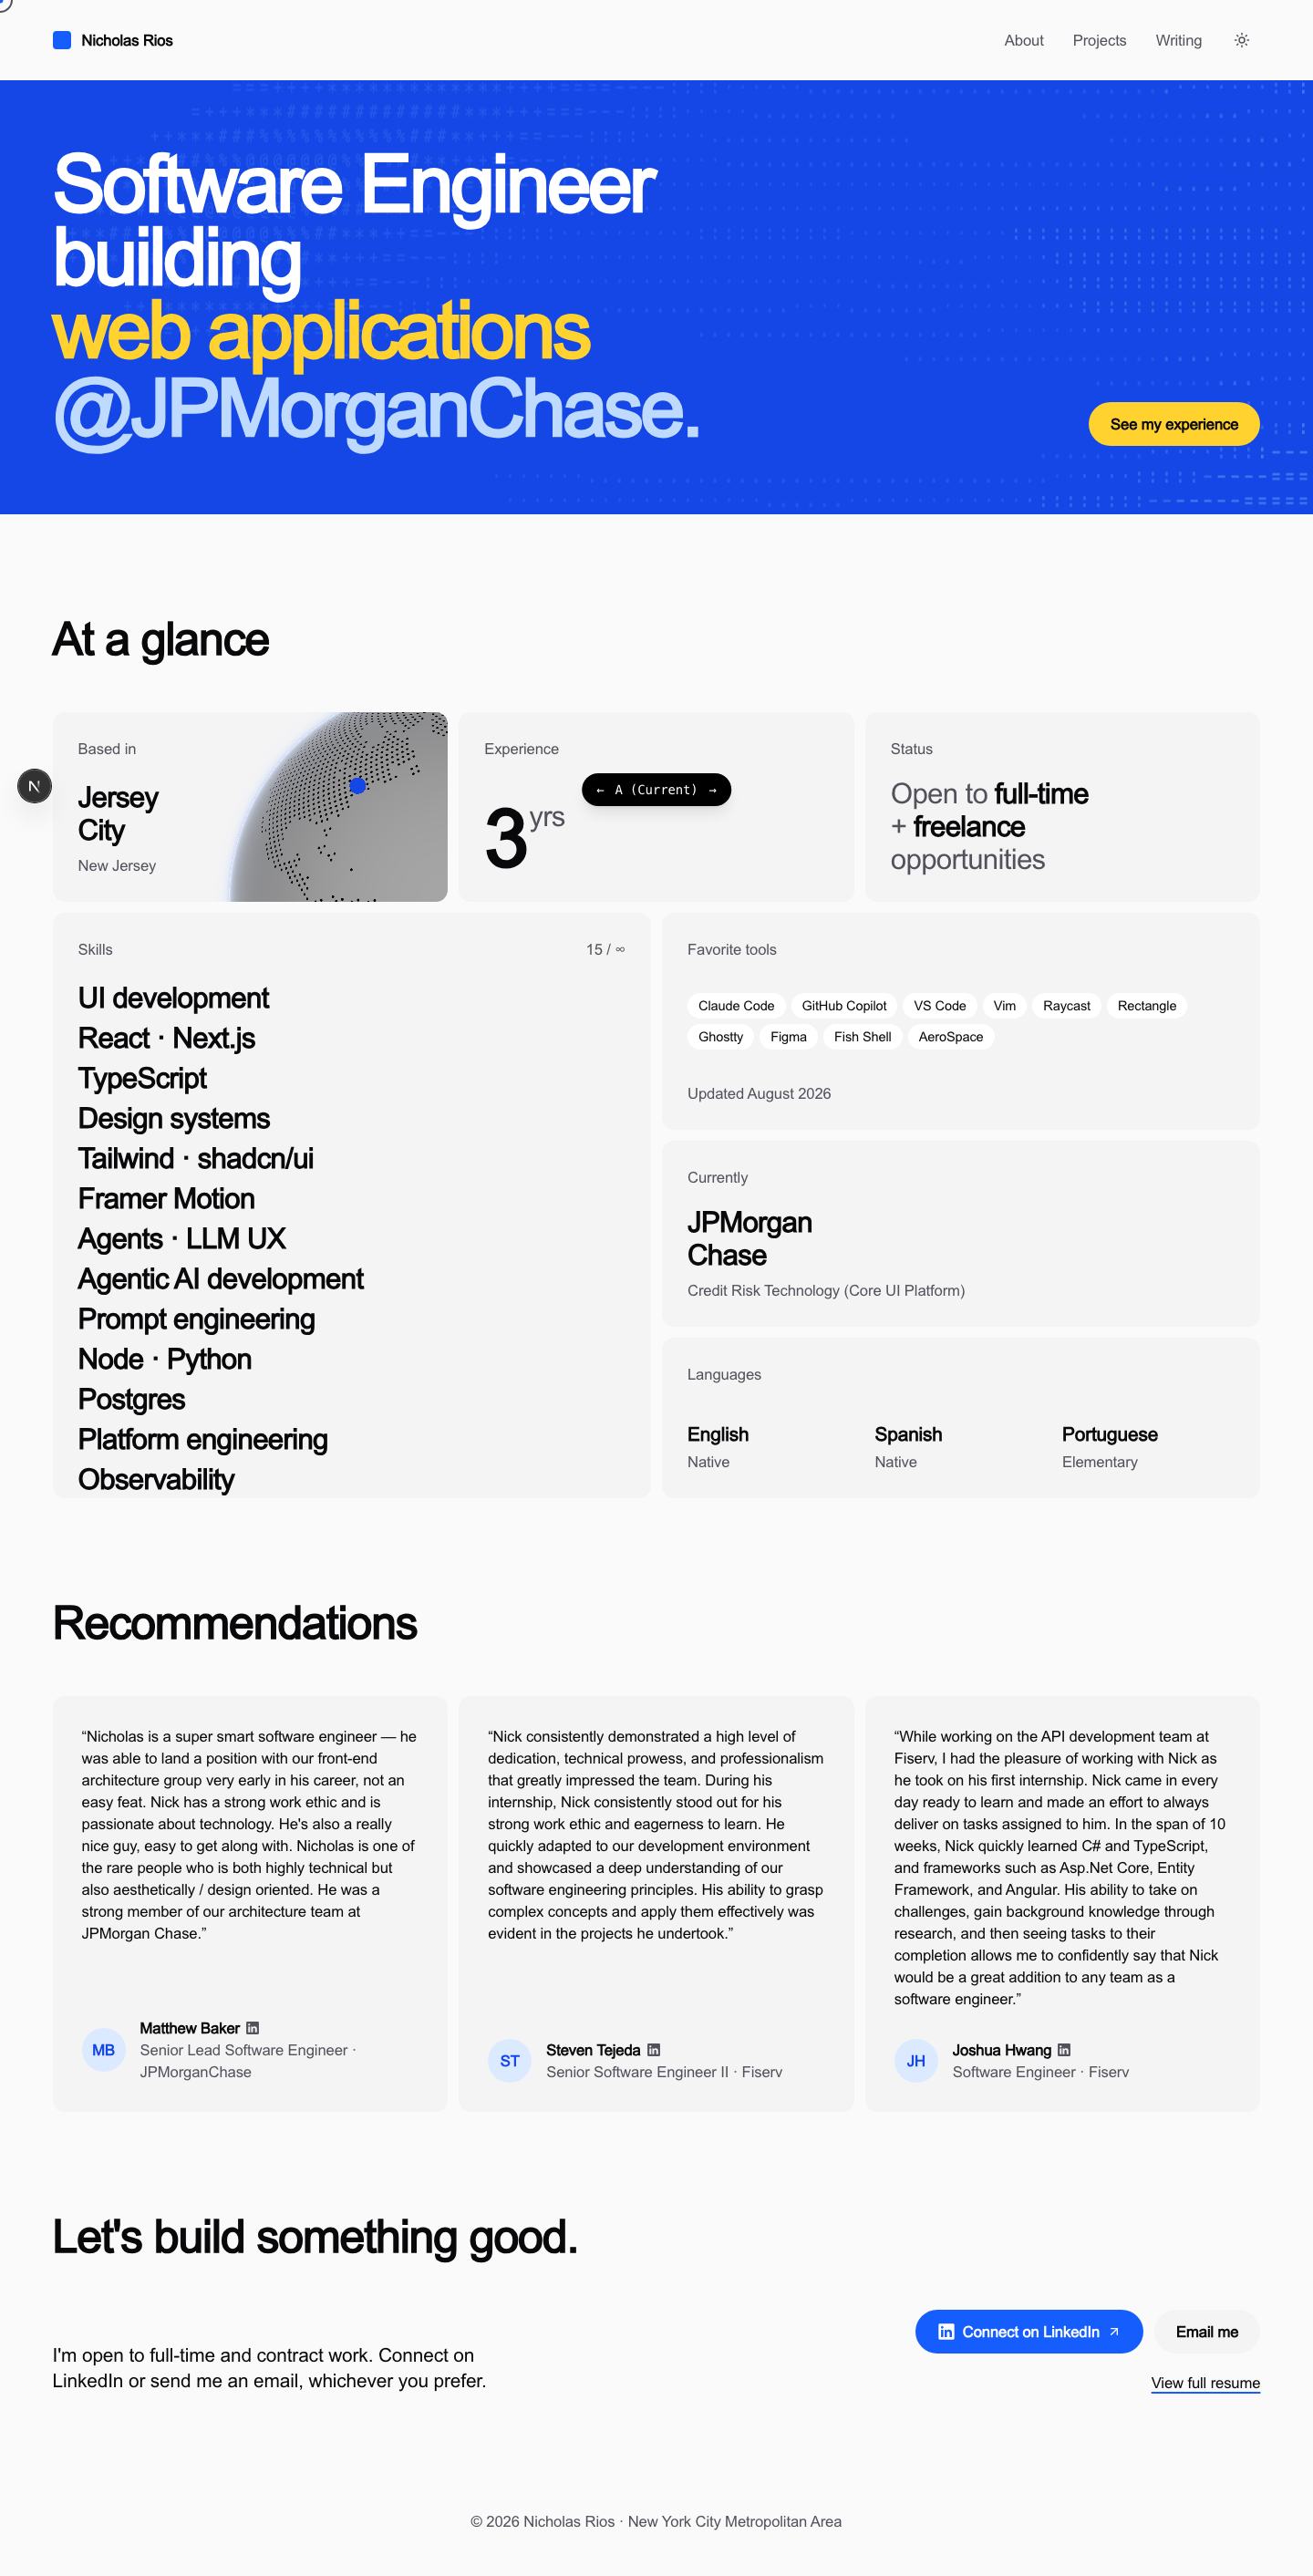 Nicholas Rios
About Projects Writing
Software Engineer
building
web applications
@JPMorganChase.
See my experience
At a glance
Based in
Jersey
City
New Jersey
Experience
3 yrs
← A (Current) →
Status
Open to full-time
+ freelance
opportunities
Skills
15 / ∞
UI development
React · Next.js
TypeScript
Design systems
Tailwind · shadcn/ui
Framer Motion
Agents · LLM UX
Agentic AI development
Prompt engineering
Node · Python
Postgres
Platform engineering
Observability
Favorite tools
Claude Code GitHub Copilot VS Code Vim Raycast Rectangle
Ghostty Figma Fish Shell AeroSpace
Updated August 2026
Currently
JPMorgan
Chase
Credit Risk Technology (Core UI Platform)
Languages
English Spanish Portuguese
Native Native Elementary
N
Recommendations
“Nicholas is a super smart software engineer — he
was able to land a position with our front-end
architecture group very early in his career, not an
easy feat. Nick has a strong work ethic and is
passionate about technology. He's also a really
nice guy, easy to get along with. Nicholas is one of
the rare people who is both highly technical but
also aesthetically / design oriented. He was a
strong member of our architecture team at
JPMorgan Chase.”
MB
Matthew Baker
Senior Lead Software Engineer ·
JPMorganChase
“Nick consistently demonstrated a high level of
dedication, technical prowess, and professionalism
that greatly impressed the team. During his
internship, Nick consistently stood out for his
strong work ethic and eagerness to learn. He
quickly adapted to our development environment
and showcased a deep understanding of our
software engineering principles. His ability to grasp
complex concepts and apply them effectively was
evident in the projects he undertook.”
ST
Steven Tejeda
Senior Software Engineer II · Fiserv
“While working on the API development team at
Fiserv, I had the pleasure of working with Nick as
he took on his first internship. Nick came in every
day ready to learn and made an effort to always
deliver on tasks assigned to him. In the span of 10
weeks, Nick quickly learned C# and TypeScript,
and frameworks such as Asp.Net Core, Entity
Framework, and Angular. His ability to take on
challenges, gain background knowledge through
research, and then seeing tasks to their
completion allows me to confidently say that Nick
would be a great addition to any team as a
software engineer.”
JH
Joshua Hwang
Software Engineer · Fiserv
Let's build something good.
I'm open to full-time and contract work. Connect on
LinkedIn or send me an email, whichever you prefer.
Connect on LinkedIn
Email me
View full resume
© 2026 Nicholas Rios · New York City Metropolitan Area